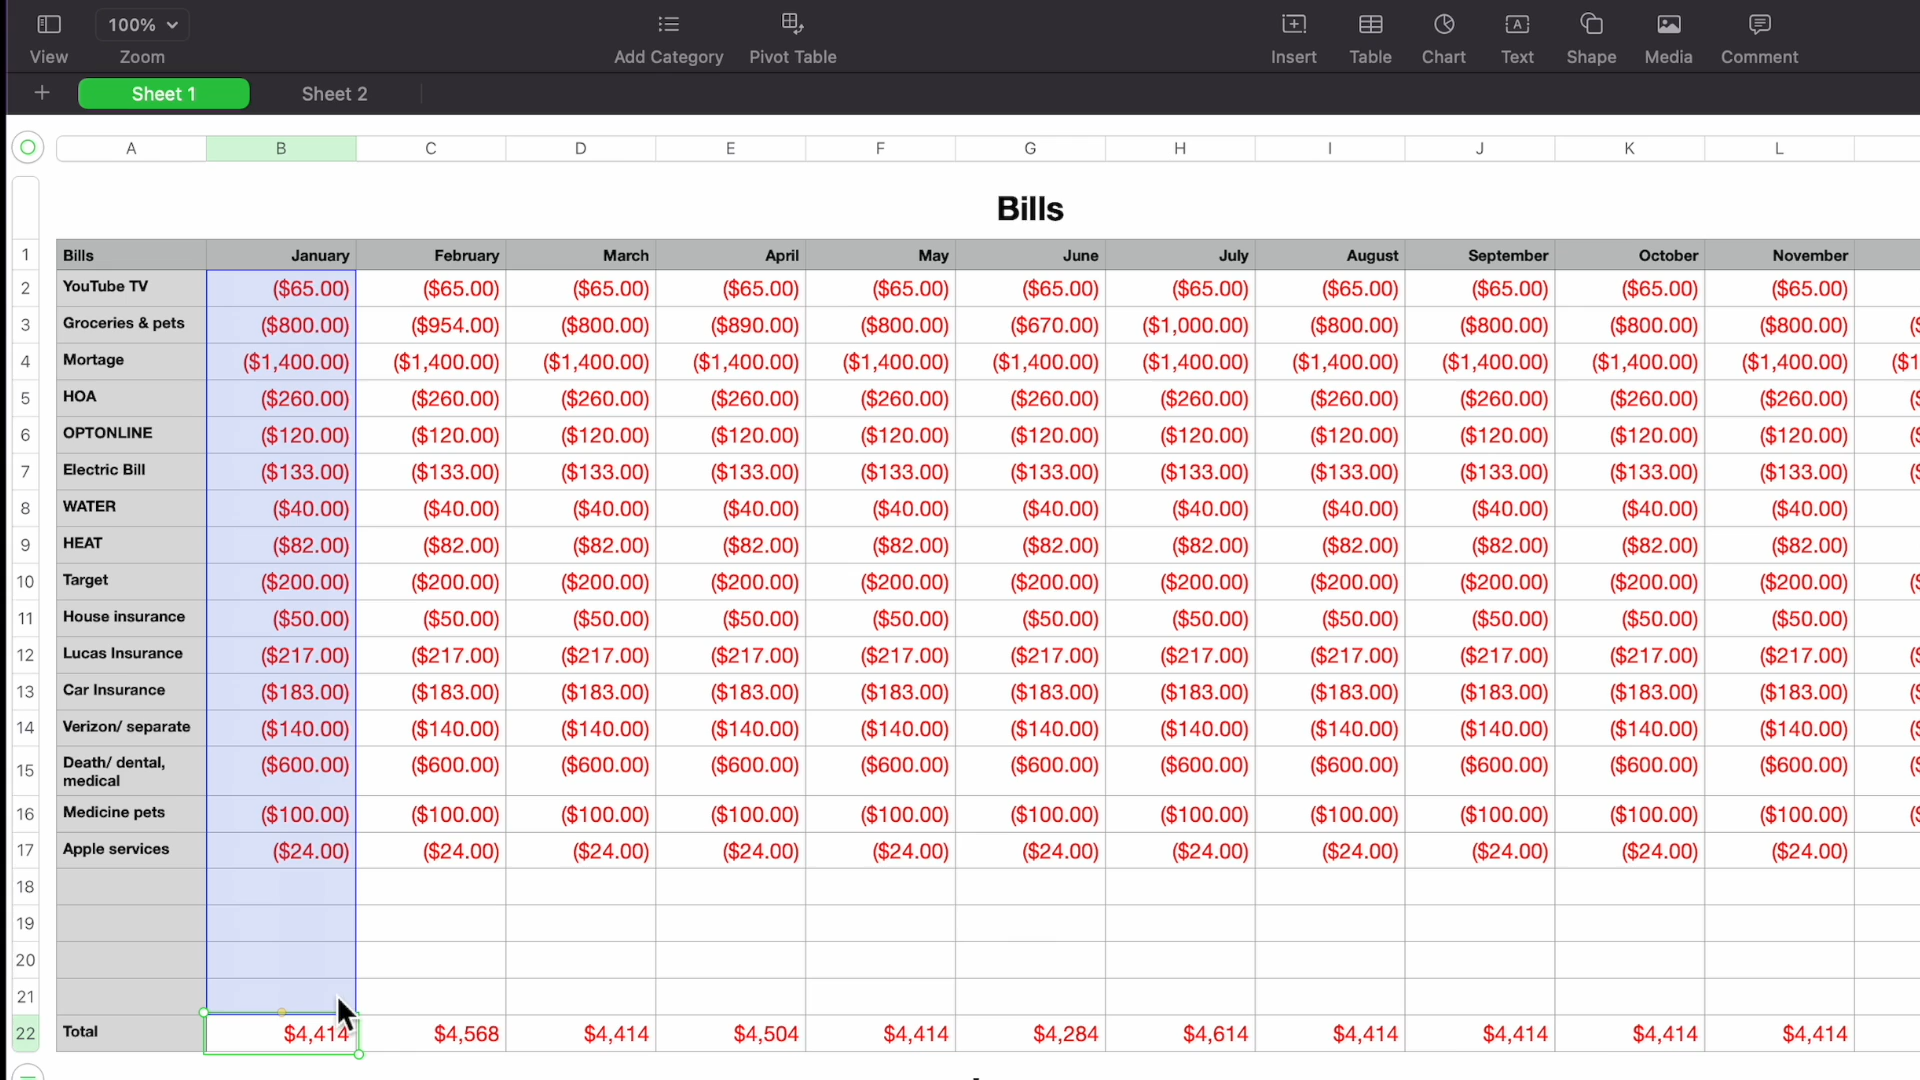 100%
View Zoom Add Category Pivot Table Insert Table Chart Text Shape Media Comment
+ Sheet 1 Sheet 2
A B C D E F G H I J K L
Bills
1 Bills January February March April May June July August September October November
2 YouTube TV ($65.00) ($65.00) ($65.00) ($65.00) ($65.00) ($65.00) ($65.00) ($65.00) ($65.00) ($65.00) ($65.00)
3 Groceries & pets ($800.00) ($954.00) ($800.00) ($890.00) ($800.00) ($670.00) ($1,000.00) ($800.00) ($800.00) ($800.00) ($800.00)
4 Mortage ($1,400.00) ($1,400.00) ($1,400.00) ($1,400.00) ($1,400.00) ($1,400.00) ($1,400.00) ($1,400.00) ($1,400.00) ($1,400.00) ($1,400.00) ($1
5 HOA ($260.00) ($260.00) ($260.00) ($260.00) ($260.00) ($260.00) ($260.00) ($260.00) ($260.00) ($260.00) ($260.00)
6 OPTONLINE ($120.00) ($120.00) ($120.00) ($120.00) ($120.00) ($120.00) ($120.00) ($120.00) ($120.00) ($120.00) ($120.00)
7 Electric Bill ($133.00) ($133.00) ($133.00) ($133.00) ($133.00) ($133.00) ($133.00) ($133.00) ($133.00) ($133.00) ($133.00)
8 WATER ($40.00) ($40.00) ($40.00) ($40.00) ($40.00) ($40.00) ($40.00) ($40.00) ($40.00) ($40.00) ($40.00)
9 HEAT ($82.00) ($82.00) ($82.00) ($82.00) ($82.00) ($82.00) ($82.00) ($82.00) ($82.00) ($82.00) ($82.00)
10 Target ($200.00) ($200.00) ($200.00) ($200.00) ($200.00) ($200.00) ($200.00) ($200.00) ($200.00) ($200.00) ($200.00)
11 House insurance ($50.00) ($50.00) ($50.00) ($50.00) ($50.00) ($50.00) ($50.00) ($50.00) ($50.00) ($50.00) ($50.00)
12 Lucas Insurance ($217.00) ($217.00) ($217.00) ($217.00) ($217.00) ($217.00) ($217.00) ($217.00) ($217.00) ($217.00) ($217.00)
13 Car Insurance ($183.00) ($183.00) ($183.00) ($183.00) ($183.00) ($183.00) ($183.00) ($183.00) ($183.00) ($183.00) ($183.00)
14 Verizon/ separate ($140.00) ($140.00) ($140.00) ($140.00) ($140.00) ($140.00) ($140.00) ($140.00) ($140.00) ($140.00) ($140.00)
15 Death/ dental, ($600.00) ($600.00) ($600.00) ($600.00) ($600.00) ($600.00) ($600.00) ($600.00) ($600.00) ($600.00) ($600.00)
medical
16 Medicine pets ($100.00) ($100.00) ($100.00) ($100.00) ($100.00) ($100.00) ($100.00) ($100.00) ($100.00) ($100.00) ($100.00)
17 Apple services ($24.00) ($24.00) ($24.00) ($24.00) ($24.00) ($24.00) ($24.00) ($24.00) ($24.00) ($24.00) ($24.00)
18
19
20
21
22 Total $4,414 $4,568 $4,414 $4,504 $4,414 $4,284 $4,614 $4,414 $4,414 $4,414 $4,414